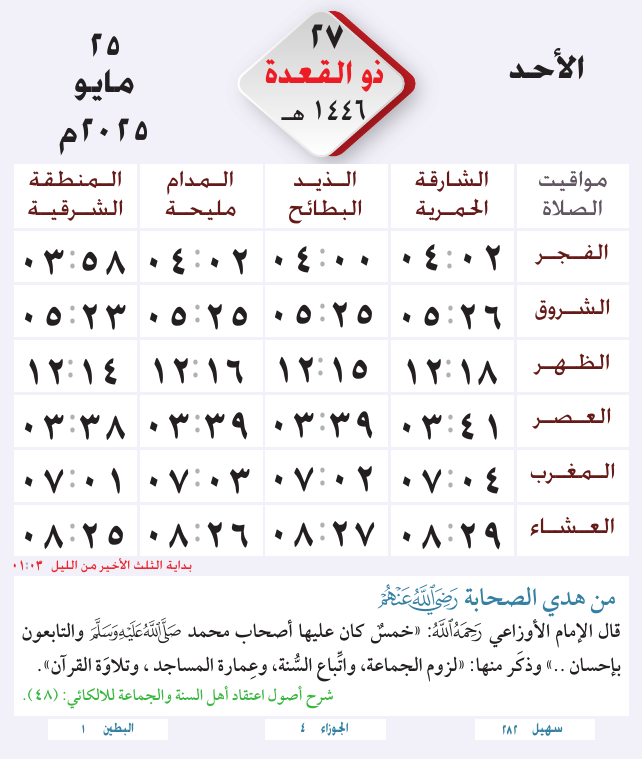 الأحد
٢٧
ذو القعدة
١٤٤٦ هـ
٢٥
مايو
٢٠٢٥م
مواقيت الصلاة الشارقة الحمرية الذيد البطائح المدام مليحة المنطقة الشرقية
الفجر ٠٤:٠٢ ٠٤:٠٠ ٠٤:٠٢ ٠٣:٥٨
الشروق ٠٥:٢٦ ٠٥:٢٥ ٠٥:٢٥ ٠٥:٢٣
الظهر ١٢:١٨ ١٢:١٥ ١٢:١٦ ١٢:١٤
العصر ٠٣:٤١ ٠٣:٣٩ ٠٣:٣٩ ٠٣:٣٨
المغرب ٠٧:٠٤ ٠٧:٠٢ ٠٧:٠٣ ٠٧:٠١
العشاء ٠٨:٢٩ ٠٨:٢٧ ٠٨:٢٦ ٠٨:٢٥
بداية الثلث الأخير من الليل ٠١:٠٣
من هدي الصحابة رَضِيَ اللَّهُ عَنْهُمْ
قال الإمام الأوزاعي رَحِمَهُ اللَّهُ: «خمسٌ كان عليها أصحاب محمد صَلَّى اللَّهُ عَلَيْهِ وَسَلَّمَ والتابعون
بإحسان ..» وذكَر منها: «لزوم الجماعة، واتِّباع السُّنة، وعِمارة المساجد ، وتلاوَة القرآن».
شرح أصول اعتقاد أهل السنة والجماعة للالكائي: (٤٨).
سهيل ٢٨٢
الجوزاء ٤
البطين ١